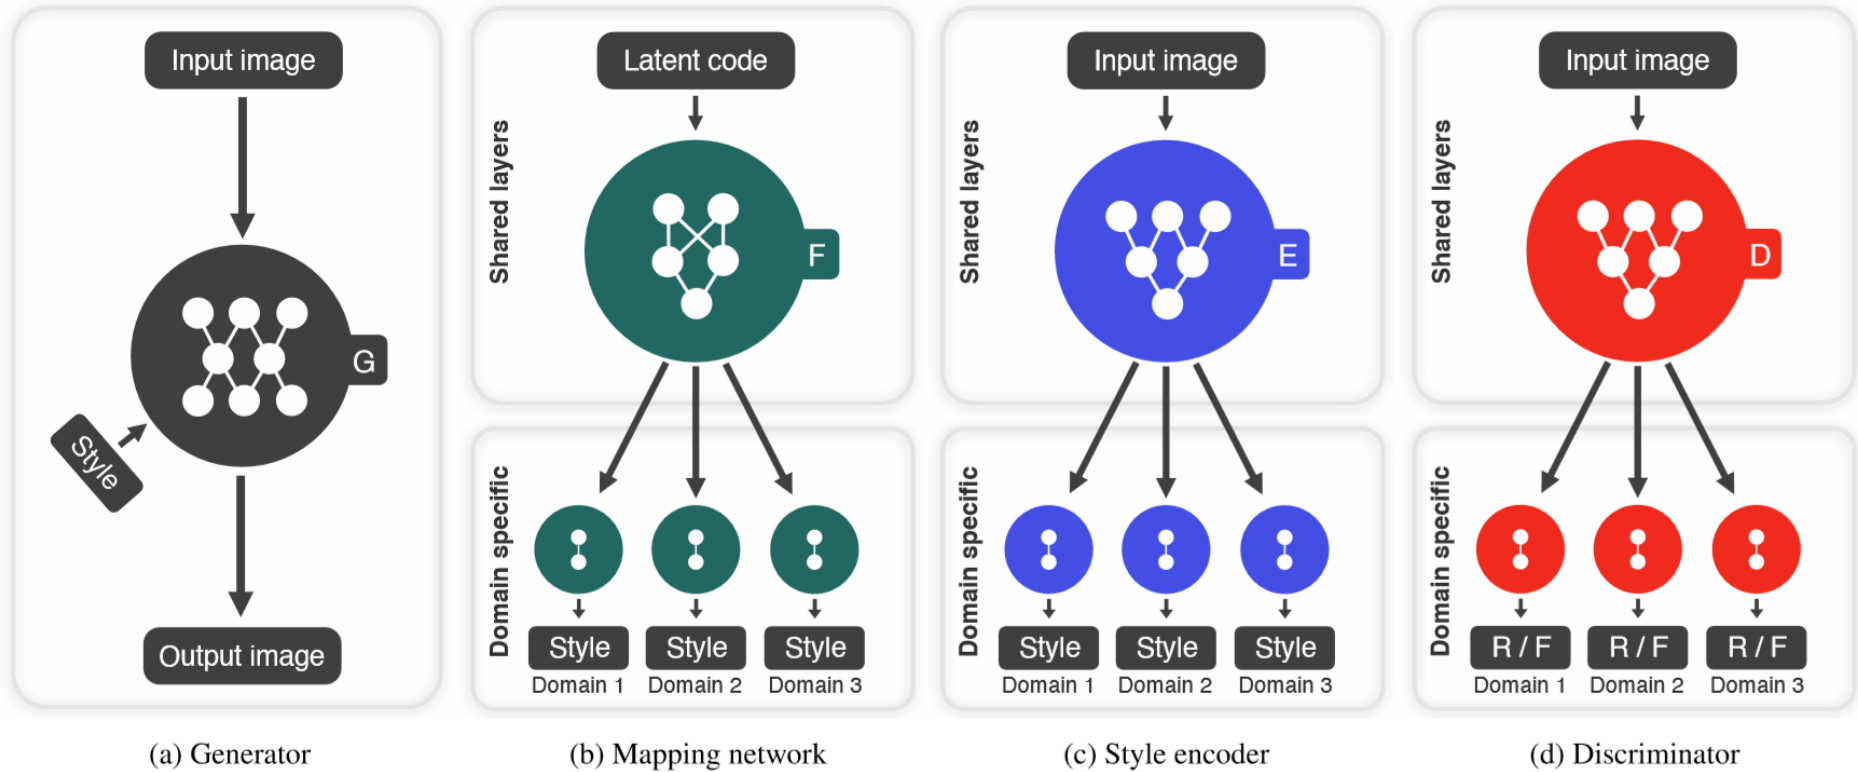 Input image
G
Style
Output image
(a) Generator
Latent code
Shared layers
F
Domain specific
Style
Style
Style
Domain 1
Domain 2
Domain 3
(b) Mapping network
Input image
Shared layers
E
Domain specific
Style
Style
Style
Domain 1
Domain 2
Domain 3
(c) Style encoder
Input image
Shared layers
D
Domain specific
R / F
R / F
R / F
Domain 1
Domain 2
Domain 3
(d) Discriminator